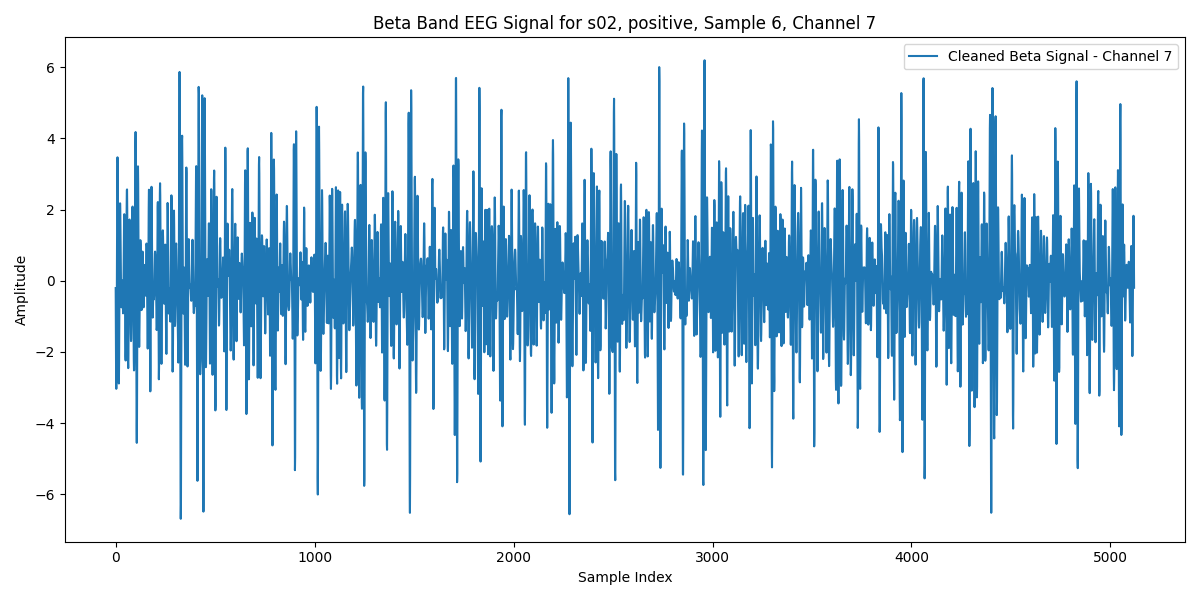 Beta Band EEG Signal for s02, positive, Sample 6, Channel 7
Cleaned Beta Signal - Channel 7
6
4
2
0
−2
−4
−6
Amplitude
0 1000 2000 3000 4000 5000
Sample Index